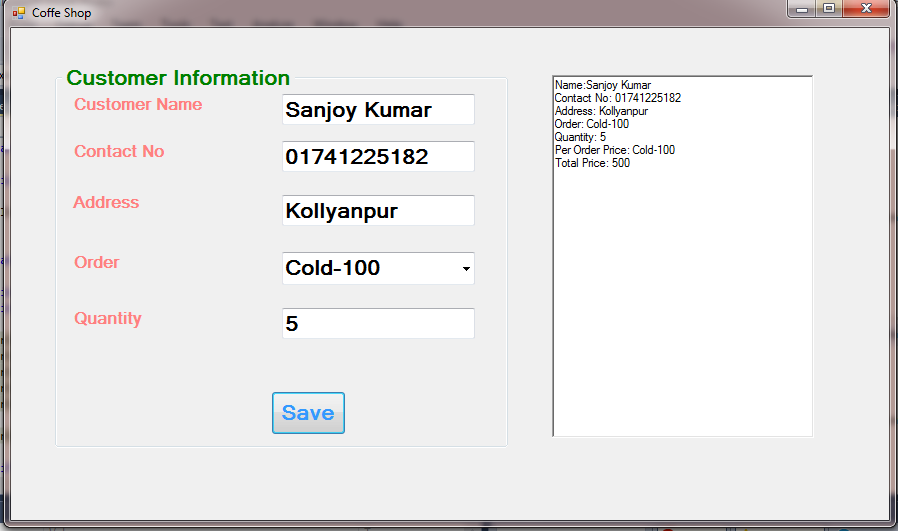 Coffe Shop
Customer Information
Customer Name
Sanjoy Kumar
Contact No
01741225182
Address
Kollyanpur
Order
Cold-100
Quantity
5
Save
Name:Sanjoy Kumar
Contact No: 01741225182
Address: Kollyanpur
Order: Cold-100
Quantity: 5
Per Order Price: Cold-100
Total Price: 500